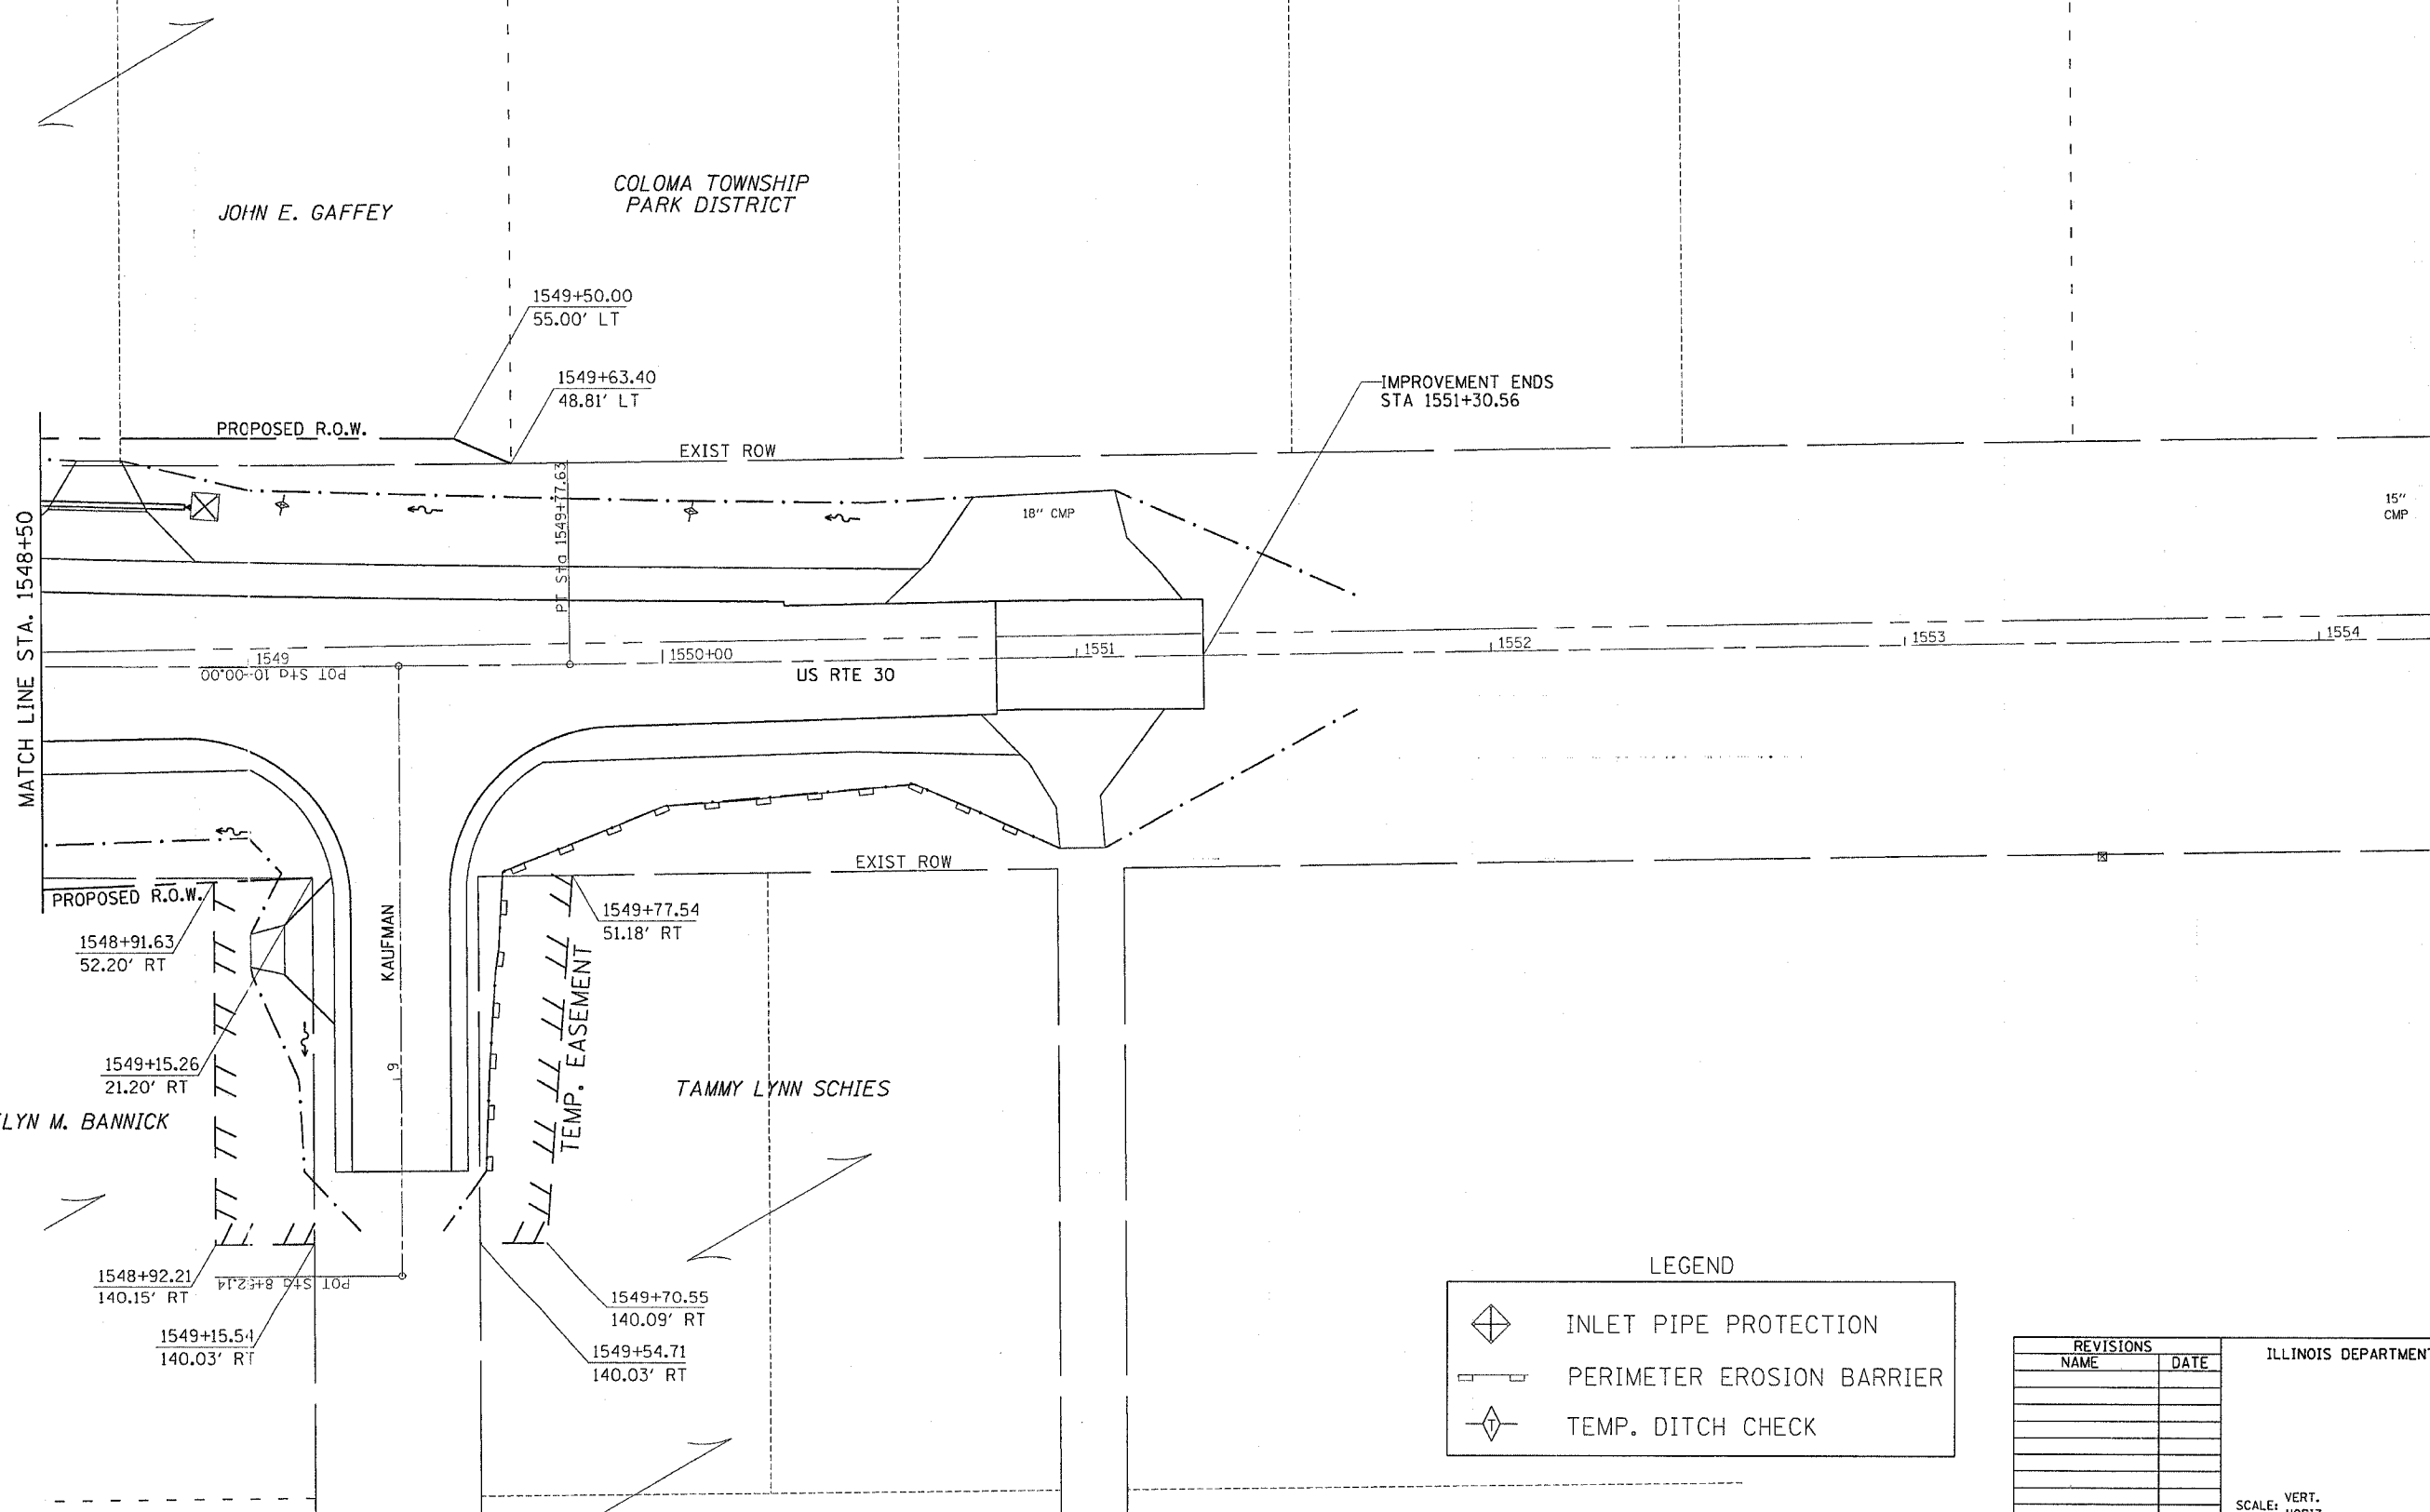 JOHN E. GAFFEY
COLOMA TOWNSHIP
PARK DISTRICT
1549+50.00
55.00' LT
1549+63.40
48.81' LT
IMPROVEMENT ENDS
STA 1551+30.56
PROPOSED R.O.W.
EXIST ROW
MATCH LINE STA. 1548+50
PT Sta 1549+77.63
18" CMP
15"
CMP
1549
1550+00
1551
1552
1553
1554
POT Sta 10+00.00
US RTE 30
EXIST ROW
PROPOSED R.O.W.
KAUFMAN
1548+91.63
52.20' RT
1549+77.54
51.18' RT
TEMP. EASEMENT
1549+15.26
21.20' RT
9
TAMMY LYNN SCHIES
LYN M. BANNICK
1548+92.21
140.15' RT
POT Sta 8+52.14
1549+15.54
140.03' RT
1549+70.55
140.09' RT
1549+54.71
140.03' RT
LEGEND
INLET PIPE PROTECTION
PERIMETER EROSION BARRIER
T TEMP. DITCH CHECK
REVISIONS
NAME DATE
ILLINOIS DEPARTMENT
SCALE: VERT.